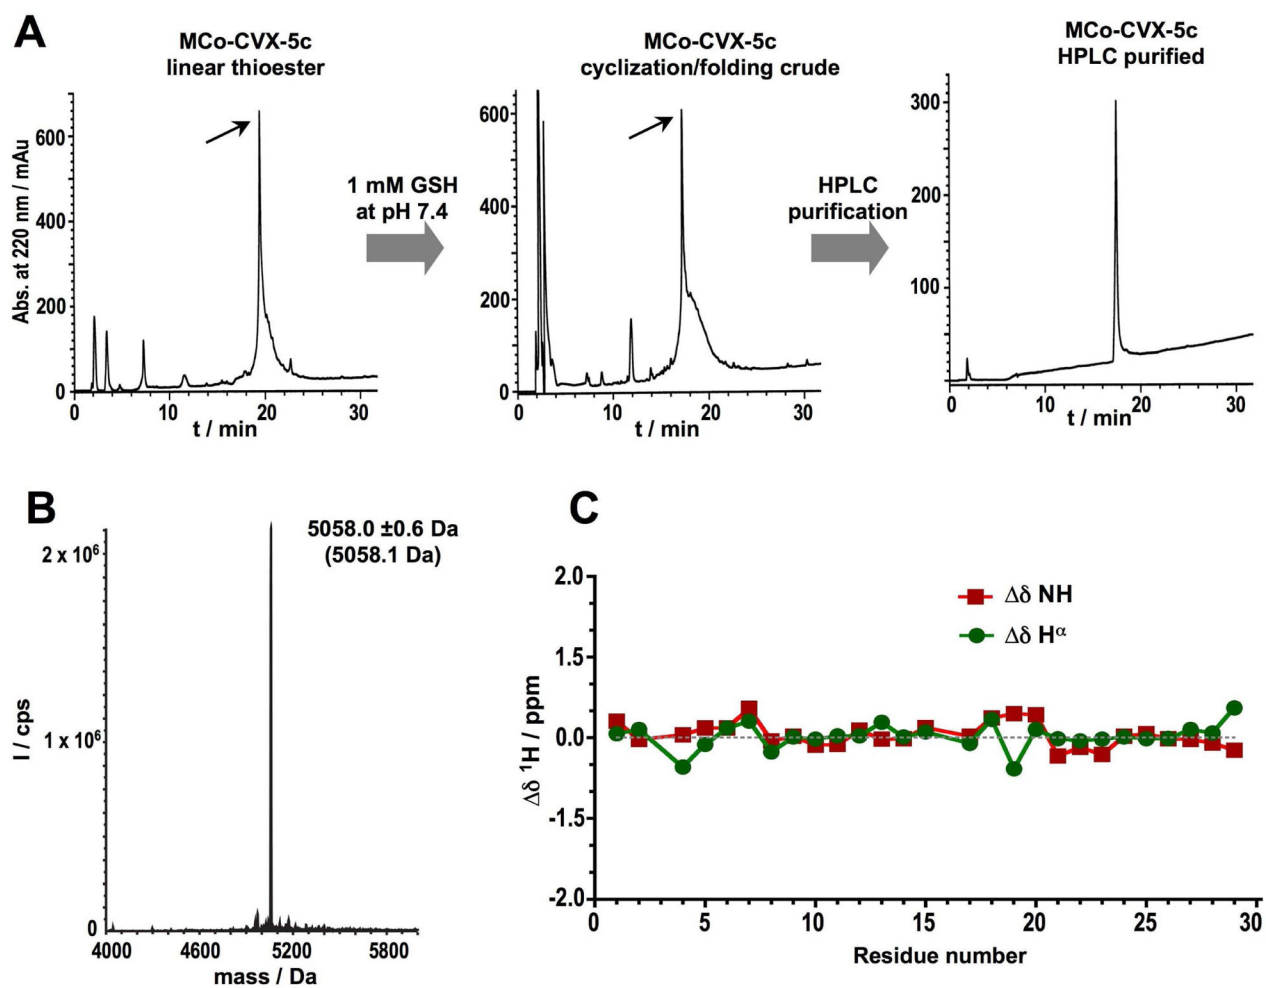 A
MCo-CVX-5c
linear thioester
MCo-CVX-5c
cyclization/folding crude
MCo-CVX-5c
HPLC purified
Abs. at 220 nm / mAu
600
400
200
0
0 10 20 30
t / min
1 mM GSH
at pH 7.4
600
400
200
0
0 10 20 30
t / min
HPLC
purification
300
200
100
0 10 20 30
t / min
B
5058.0 ±0.6 Da
(5058.1 Da)
I / cps
2 x 10⁶
1 x 10⁶
0
4000 4600 5200 5800
mass / Da
C
Δδ NH
Δδ Hᵅ
Δδ ¹H / ppm
2.0
1.5
0.0
-1.5
-2.0
0 5 10 15 20 25 30
Residue number